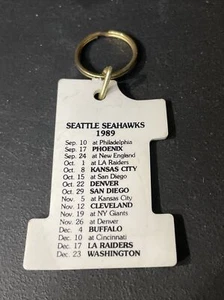 SEATTLE SEAHAWKS
1989
Sep. 10 at Philadelphia
Sep. 17 PHOENIX
Sep. 24 at New England
Oct. 1 at LA Raiders
Oct. 8 KANSAS CITY
Oct. 15 at San Diego
Oct. 22 DENVER
Oct. 29 SAN DIEGO
Nov. 5 at Kansas City
Nov. 12 CLEVELAND
Nov. 19 at NY Giants
Nov. 26 at Denver
Dec. 4 BUFFALO
Dec. 10 at Cincinnati
Dec. 17 LA RAIDERS
Dec. 23 WASHINGTON